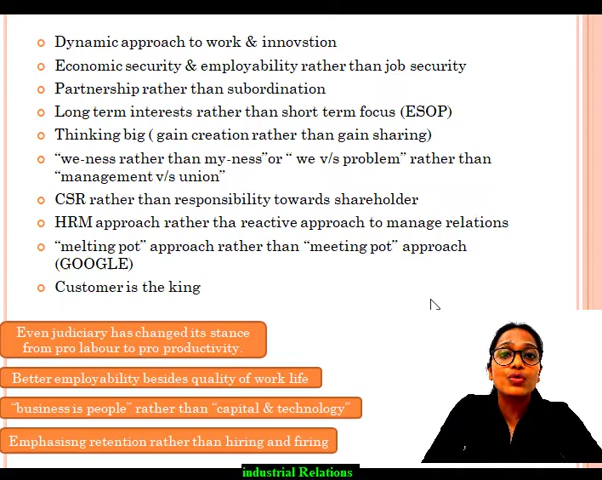 Dynamic approach to work & innovstion
Economic security & employability rather than job security
Partnership rather than subordination
Long term interests rather than short term focus (ESOP)
Thinking big ( gain creation rather than gain sharing)
“we-ness rather than my-ness”or “ we v/s problem” rather than
“management v/s union”
CSR rather than responsibility towards shareholder
HRM approach rather tha reactive approach to manage relations
“melting pot” approach rather than “meeting pot” approach
(GOOGLE)
Customer is the king
Even judiciary has changed its stance
from pro labour to pro productivity.
Better employability besides quality of work life
“business is people” rather than “capital & technology”
Emphasisng retention rather than hiring and firing
industrial Relations